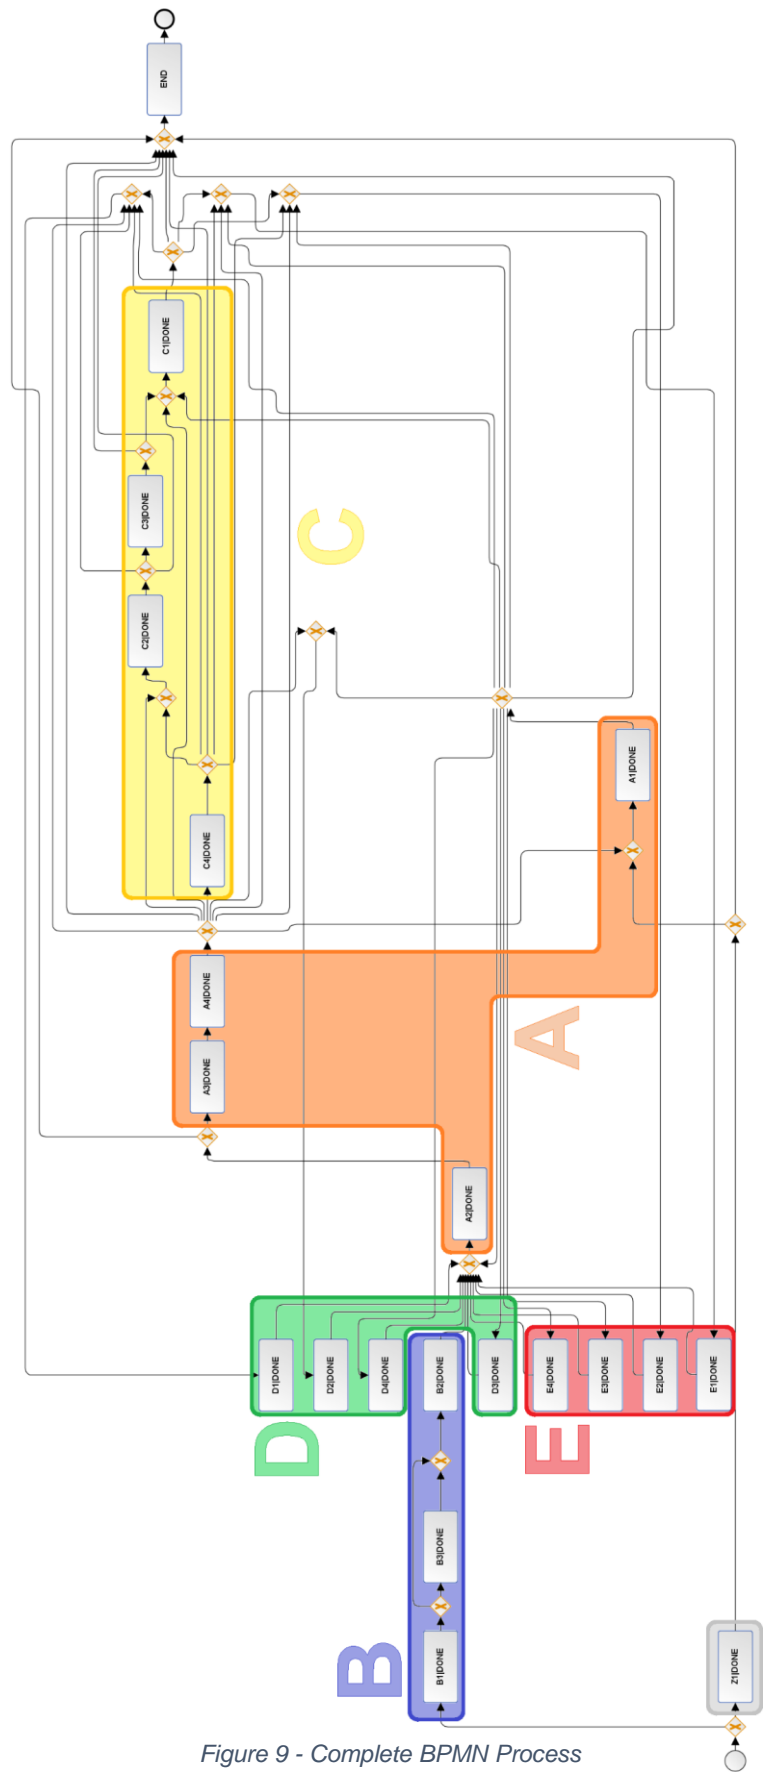 END
C1|DONE
C3|DONE
C
C2|DONE
A1|DONE
C4|DONE
A4|DONE
A
A3|DONE
A2|DONE
D1|DONE
D2|DONE
D4|DONE
B2|DONE
D3|DONE
E4|DONE
E3|DONE
E2|DONE
E1|DONE
D
E
B3|DONE
B
B1|DONE
Z1|DONE
Figure 9 - Complete BPMN Process